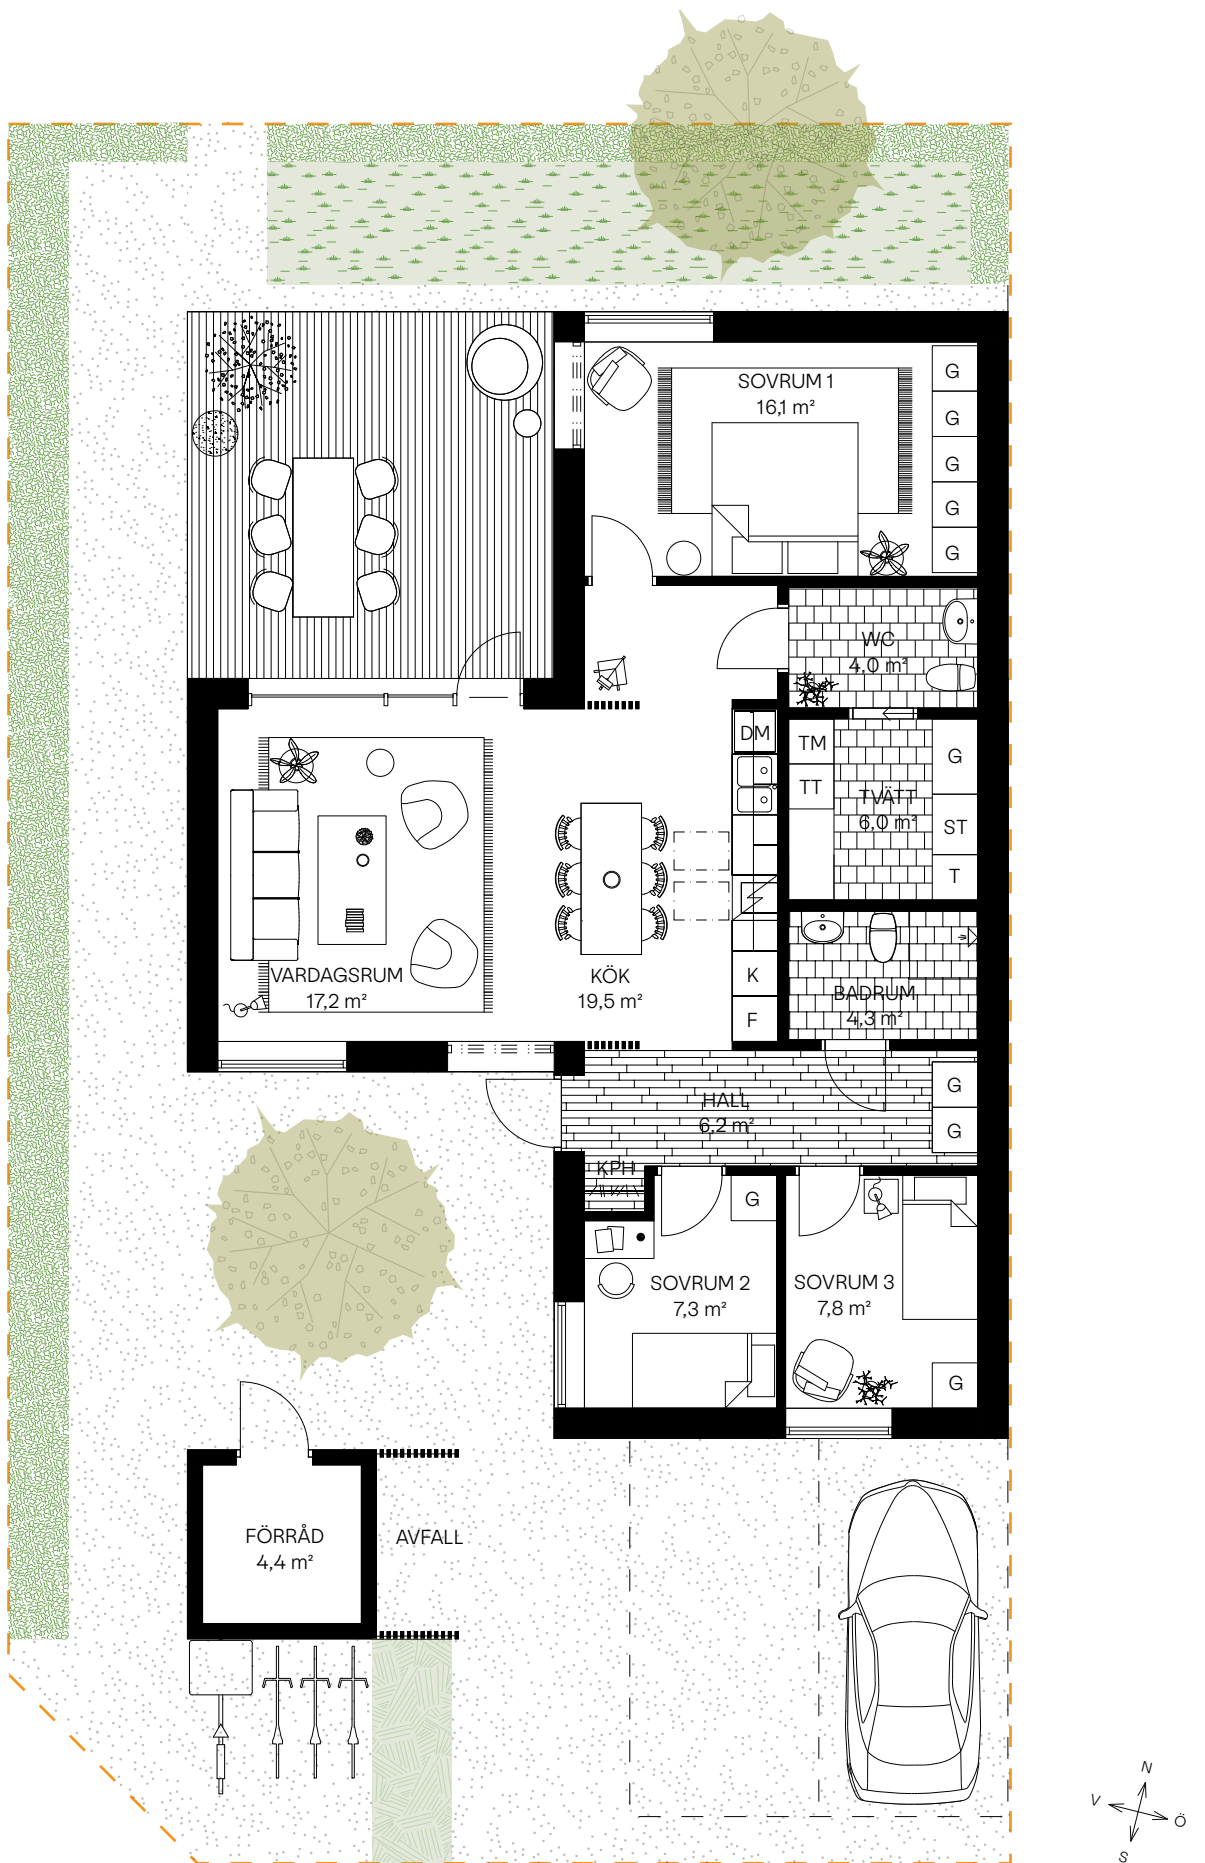 SOVRUM 1
16,1 m²
G
G
G
G
G
WC
4,0 m²
DM
TM
TT
G
TVÄTT
6,0 m²
ST
T
VARDAGSRUM
17,2 m²
KÖK
19,5 m²
K
F
BADRUM
4,3 m²
HALL
6,2 m²
G
G
KPH
G
SOVRUM 2
7,3 m²
SOVRUM 3
7,8 m²
G
FÖRRÅD
4,4 m²
AVFALL
N
V
Ö
S